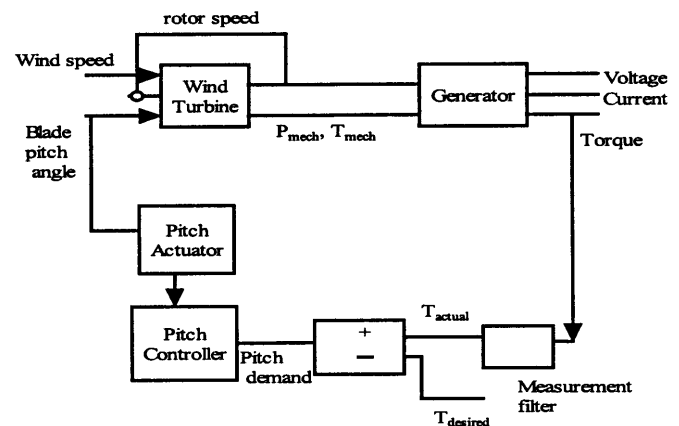 rotor speed
Wind speed
Wind
Turbine
Generator
Voltage
Current
Torque
Blade
pitch
angle
Pmech, Tmech
Pitch
Actuator
Pitch
Controller
Pitch
demand
+
−
Tactual
Tdesired
Measurement
filter